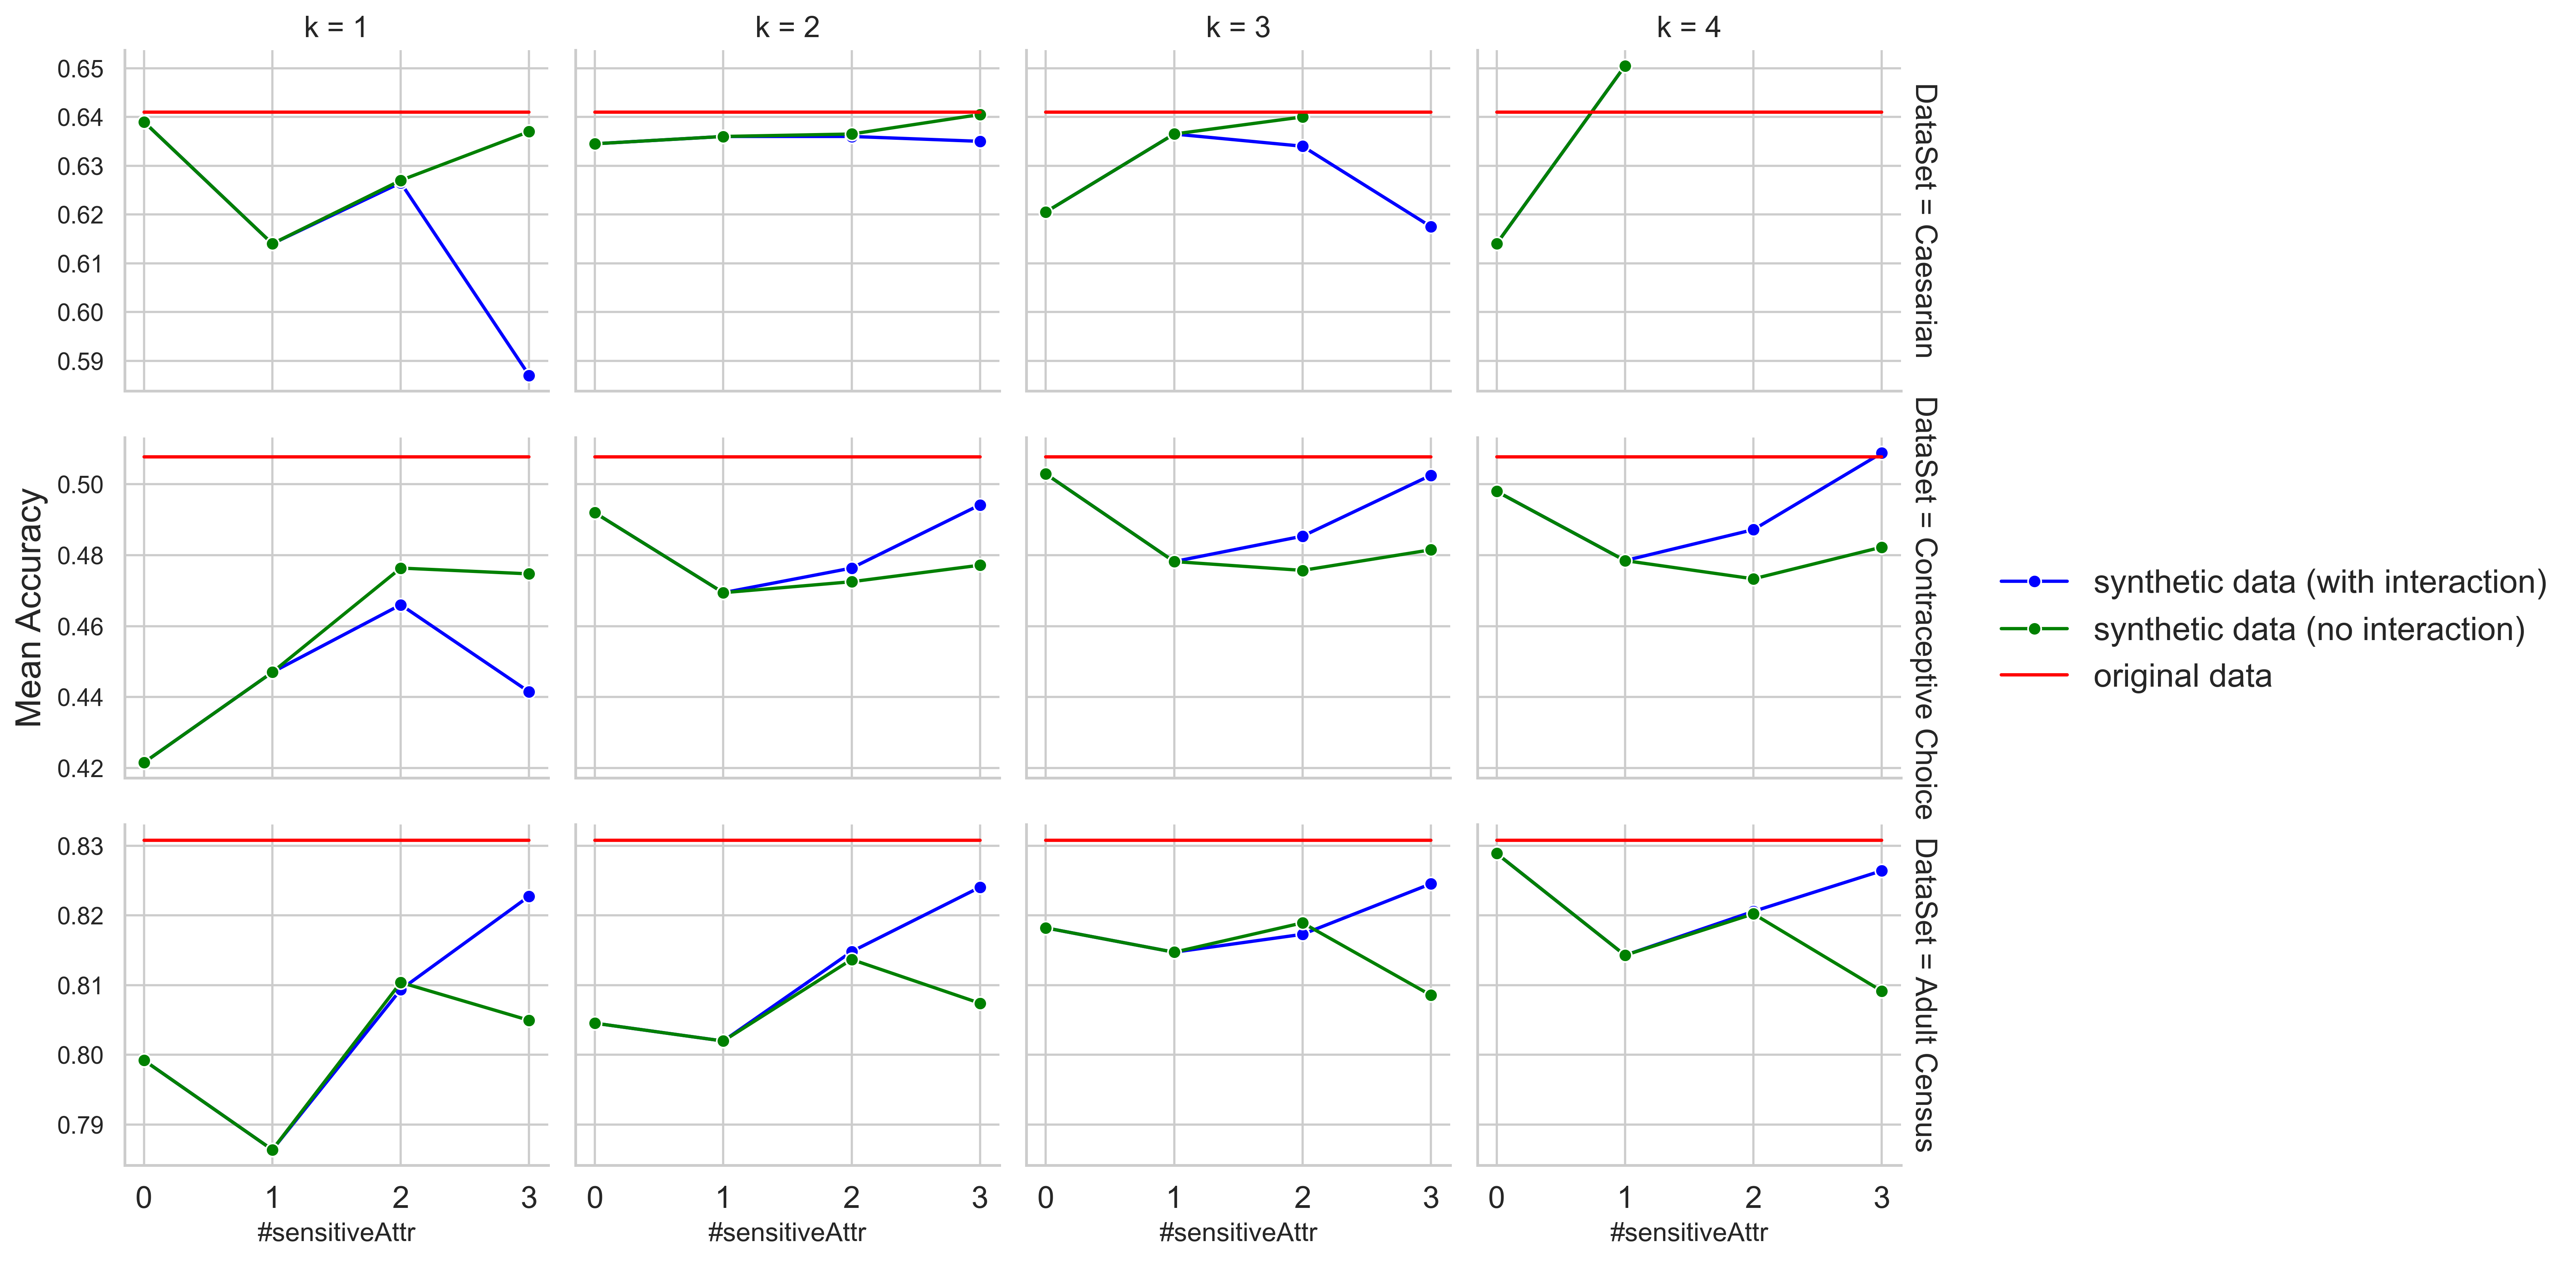 k = 1
k = 2
k = 3
k = 4
0.65
0.64
0.63
0.62
0.61
0.60
0.59
DataSet = Caesarian
Mean Accuracy
0.50
0.48
0.46
0.44
0.42
DataSet = Contraceptive Choice
0.83
0.82
0.81
0.80
0.79
DataSet = Adult Census
0 1 2 3
0 1 2 3
0 1 2 3
0 1 2 3
#sensitiveAttr
#sensitiveAttr
#sensitiveAttr
#sensitiveAttr
synthetic data (with interaction)
synthetic data (no interaction)
original data